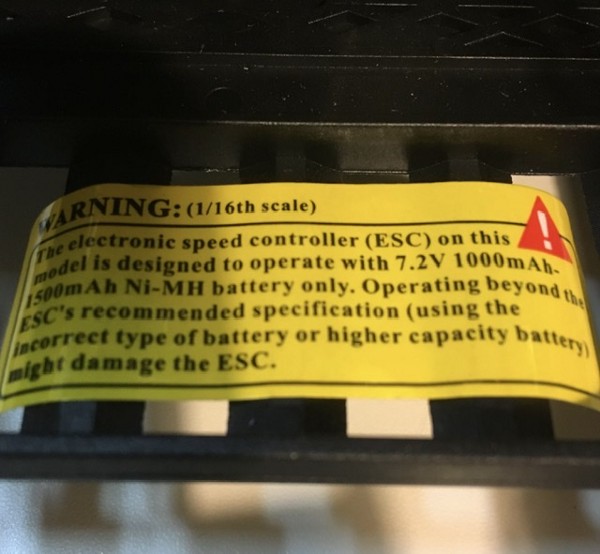 WARNING: (1/16th scale)
The electronic speed controller (ESC) on this
model is designed to operate with 7.2V 1000mAh-
1500mAh Ni-MH battery only. Operating beyond the
ESC's recommended specification (using the
incorrect type of battery or higher capacity battery)
might damage the ESC.